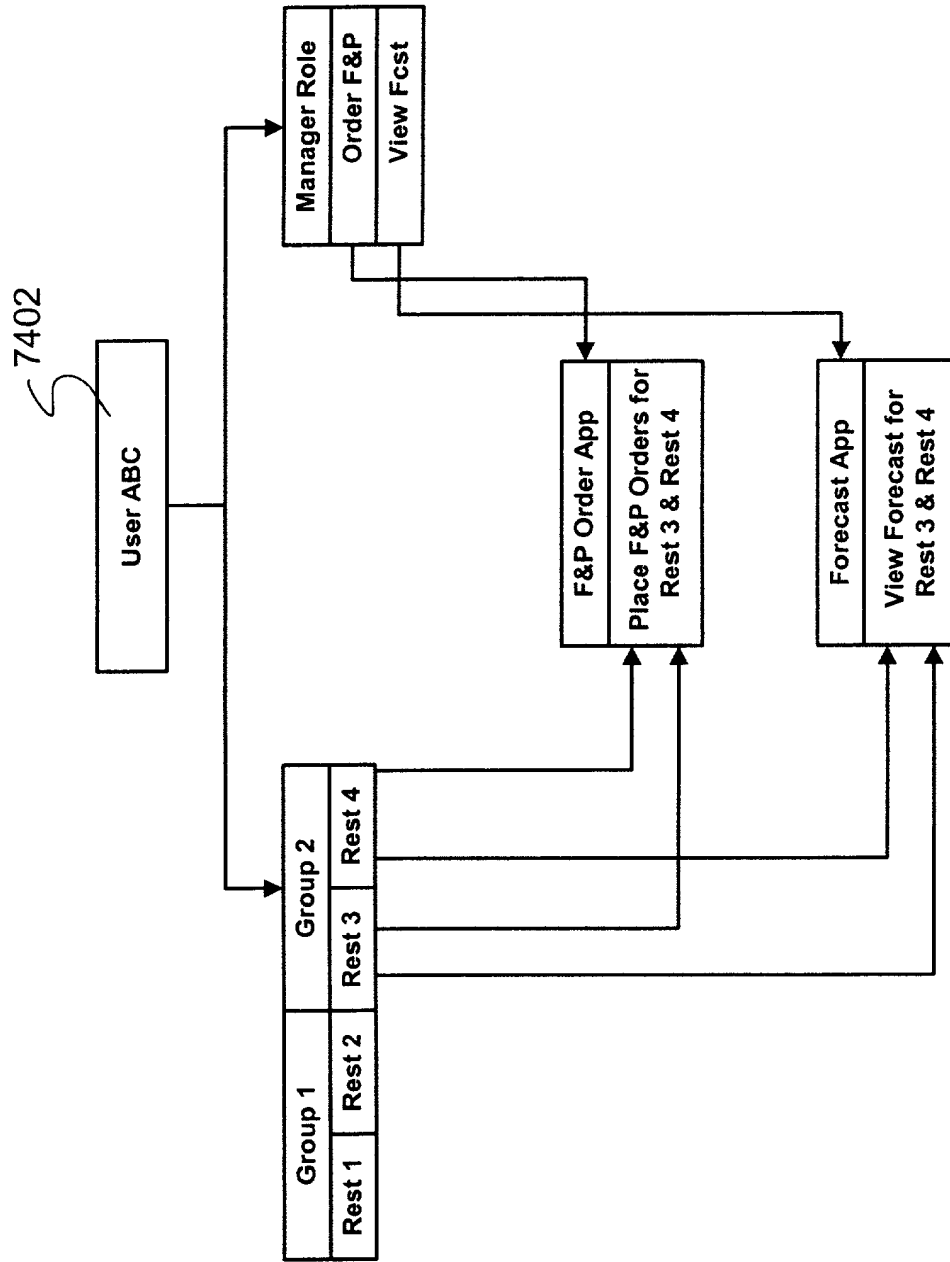 7402
User ABC
Group 1
Group 2
Rest 1
Rest 2
Rest 3
Rest 4
Manager Role
Order F&P
View Fcst
F&P Order App
Place F&P Orders for
Rest 3 & Rest 4
Forecast App
View Forecast for
Rest 3 & Rest 4